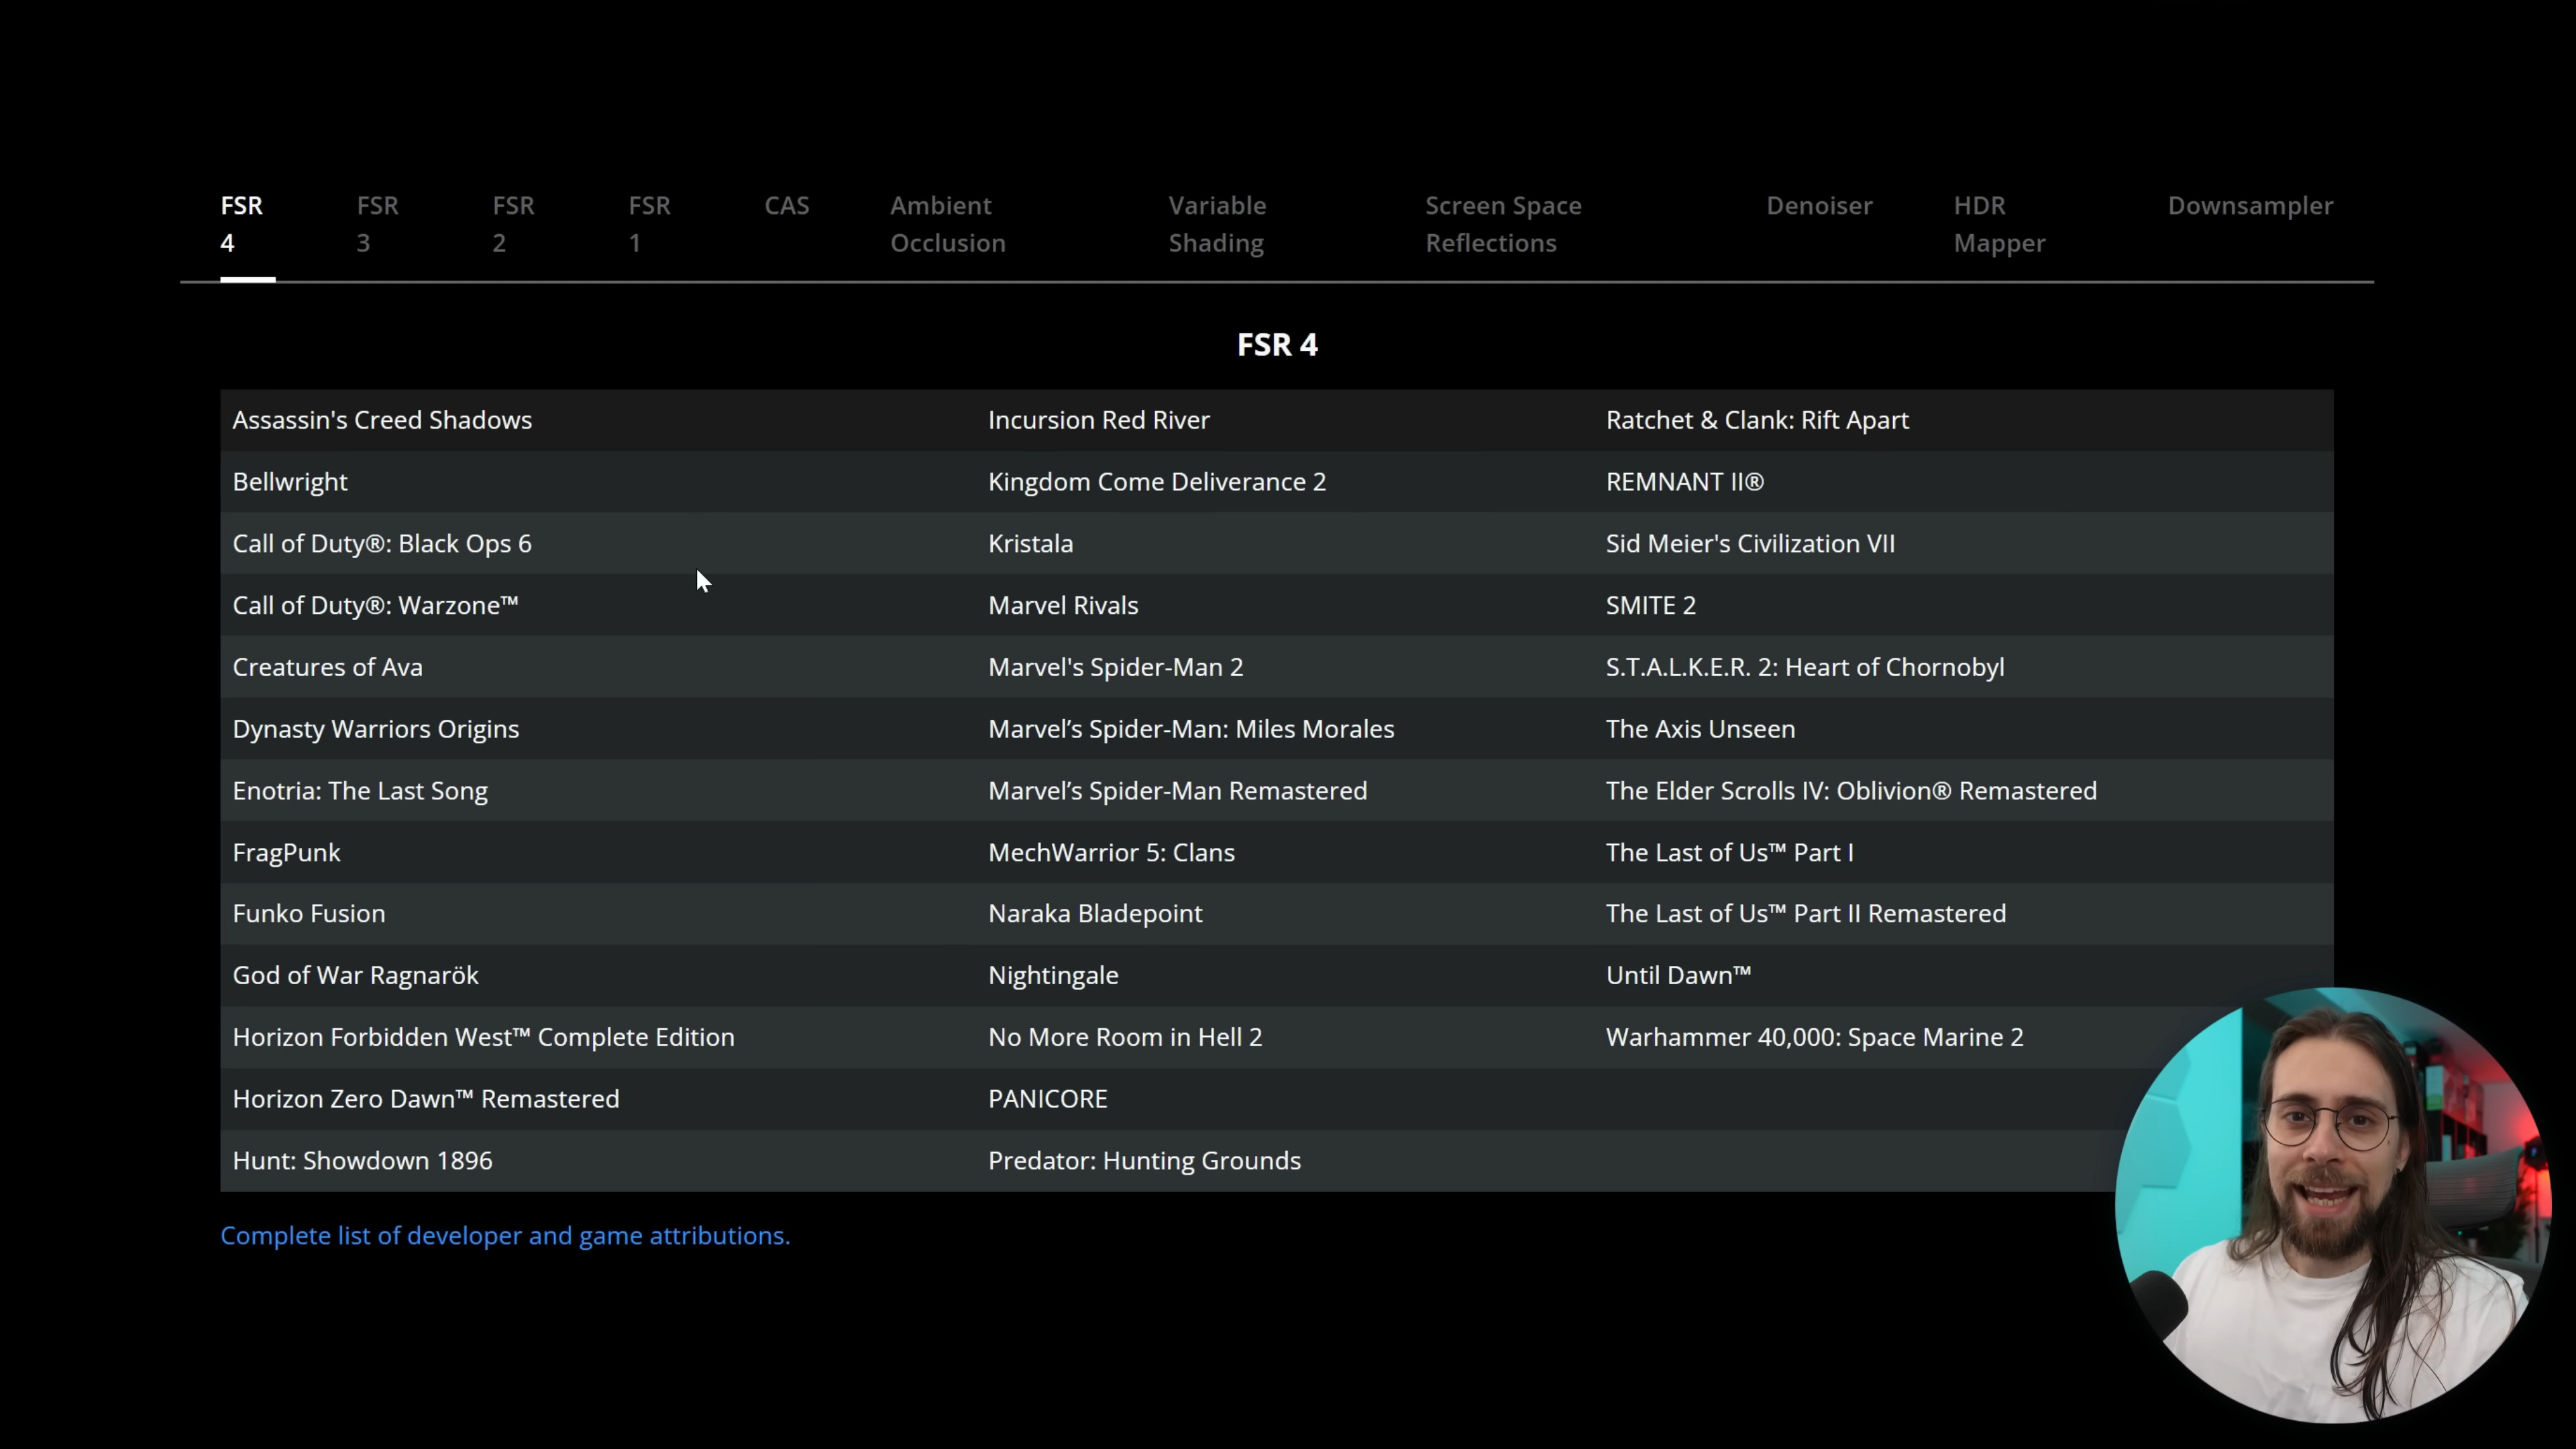 FSR 4
FSR 3
FSR 2
FSR 1
CAS
Ambient Occlusion
Variable Shading
Screen Space Reflections
Denoiser
HDR Mapper
Downsampler
FSR 4
Assassin's Creed Shadows
Incursion Red River
Ratchet & Clank: Rift Apart
Bellwright
Kingdom Come Deliverance 2
REMNANT II®
Call of Duty®: Black Ops 6
Kristala
Sid Meier's Civilization VII
Call of Duty®: Warzone™
Marvel Rivals
SMITE 2
Creatures of Ava
Marvel's Spider-Man 2
S.T.A.L.K.E.R. 2: Heart of Chornobyl
Dynasty Warriors Origins
Marvel’s Spider-Man: Miles Morales
The Axis Unseen
Enotria: The Last Song
Marvel’s Spider-Man Remastered
The Elder Scrolls IV: Oblivion® Remastered
FragPunk
MechWarrior 5: Clans
The Last of Us™ Part I
Funko Fusion
Naraka Bladepoint
The Last of Us™ Part II Remastered
God of War Ragnarök
Nightingale
Until Dawn™
Horizon Forbidden West™ Complete Edition
No More Room in Hell 2
Warhammer 40,000: Space Marine 2
Horizon Zero Dawn™ Remastered
PANICORE
Hunt: Showdown 1896
Predator: Hunting Grounds
Complete list of developer and game attributions.